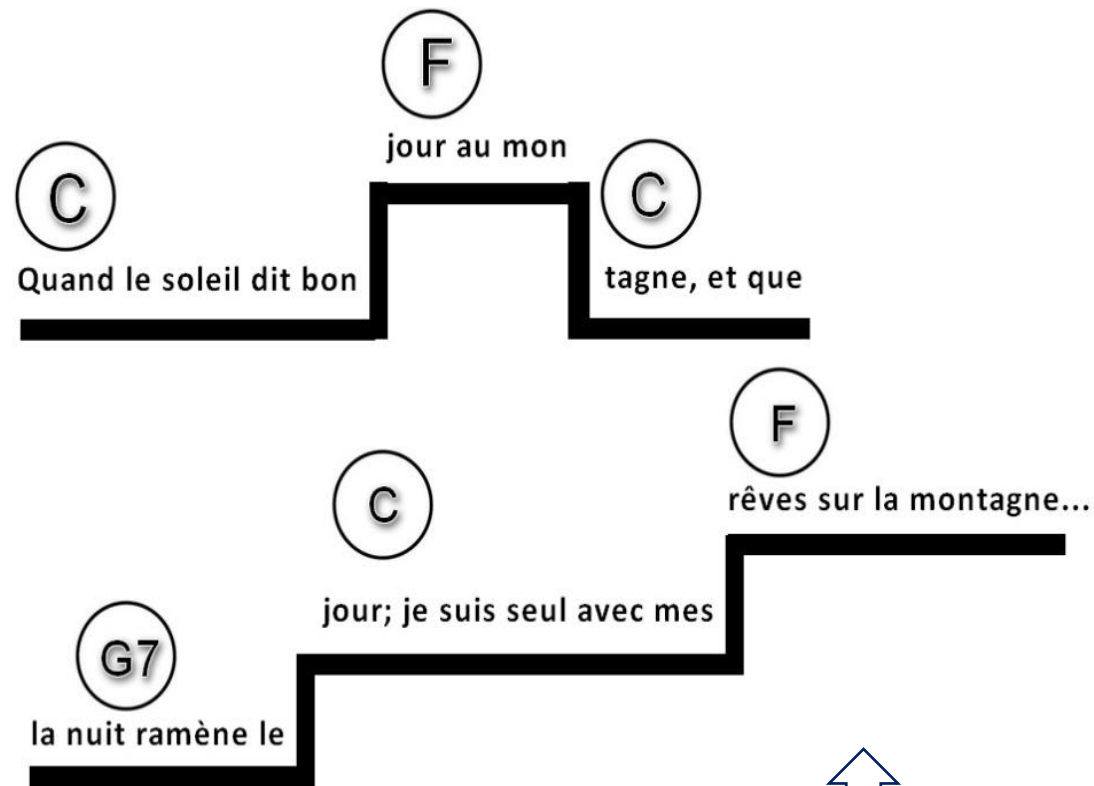 F
jour au mon
C
C
Quand le soleil dit bon
tagne, et que
F
rêves sur la montagne...
C
jour; je suis seul avec mes
G7
la nuit ramène le